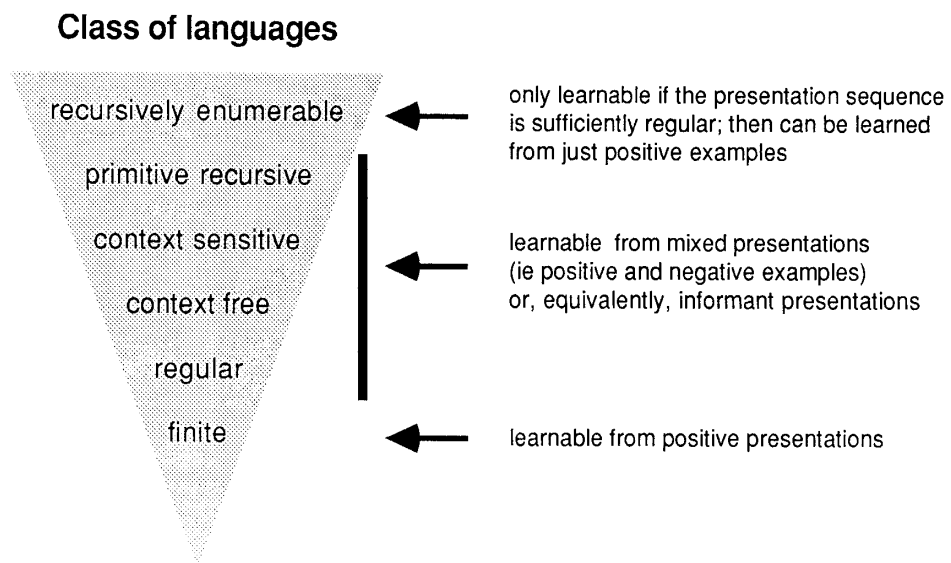 Class of languages
recursively enumerable
primitive recursive
context sensitive
context free
regular
finite
only learnable if the presentation sequence
is sufficiently regular; then can be learned
from just positive examples
learnable from mixed presentations
(ie positive and negative examples)
or, equivalently, informant presentations
learnable from positive presentations